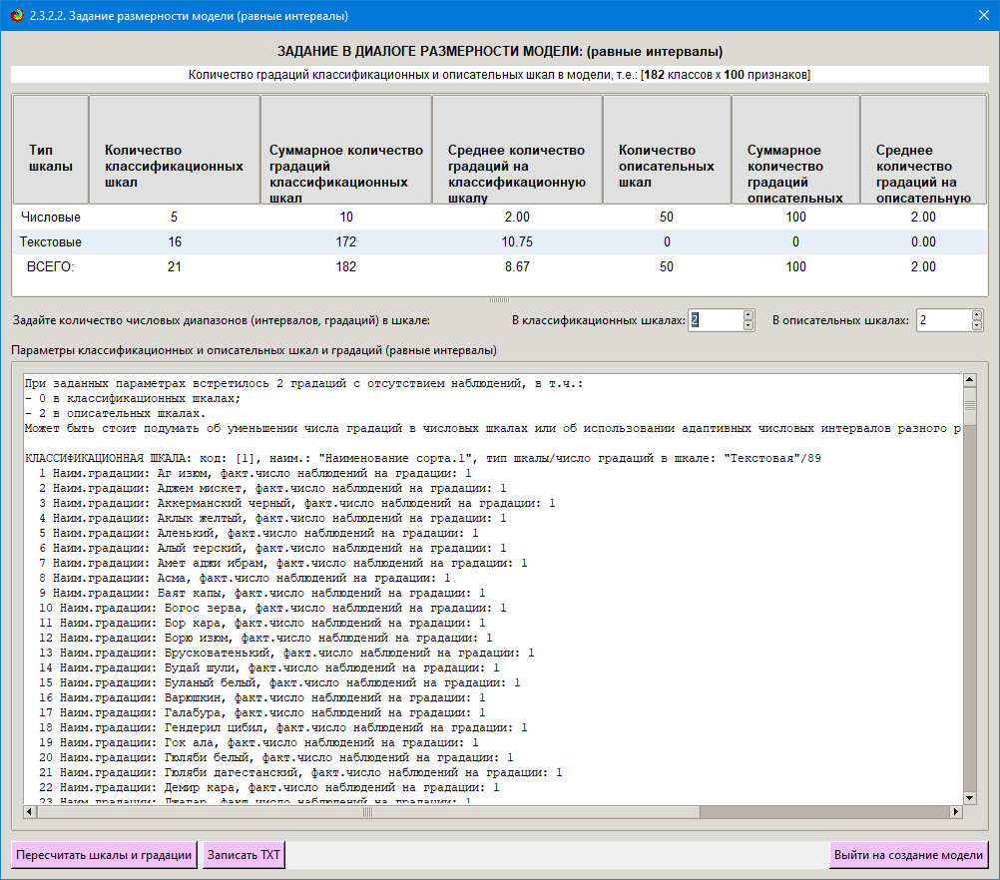 2.3.2.2. Задание размерности модели (равные интервалы)
ЗАДАНИЕ В ДИАЛОГЕ РАЗМЕРНОСТИ МОДЕЛИ: (равные интервалы)
Количество градаций классификационных и описательных шкал в модели, т.е.: [182 классов x 100 признаков]
Тип шкалы
Количество классификационных шкал
Суммарное количество градаций классификационных шкал
Среднее количество градаций на классификационную шкалу
Количество описательных шкал
Суммарное количество градаций описательных
Среднее количество градаций на описательную
Числовые 5 10 2.00 50 100 2.00
Текстовые 16 172 10.75 0 0 0.00
ВСЕГО: 21 182 8.67 50 100 2.00
Задайте количество числовых диапазонов (интервалов, градаций) в шкале: В классификационных шкалах: 2 В описательных шкалах: 2
Параметры классификационных и описательных шкал и градаций (равные интервалы)
При заданных параметрах встретилось 2 градаций с отсутствием наблюдений, в т.ч.:
- 0 в классификационных шкалах;
- 2 в описательных шкалах.
Может быть стоит подумать об уменьшении числа градаций в числовых шкалах или об использовании адаптивных числовых интервалов разного р
КЛАССИФИКАЦИОННАЯ ШКАЛА: код: [1], наим.: "Наименование сорта.1", тип шкалы/число градаций в шкале: "Текстовая"/89
1 Наим.градации: Аг изюм, факт.число наблюдений на градации: 1
2 Наим.градации: Аджем мискет, факт.число наблюдений на градации: 1
3 Наим.градации: Аккерманский черный, факт.число наблюдений на градации: 1
4 Наим.градации: Аклык желтый, факт.число наблюдений на градации: 1
5 Наим.градации: Аленький, факт.число наблюдений на градации: 1
6 Наим.градации: Алый терский, факт.число наблюдений на градации: 1
7 Наим.градации: Амет аджи ибрам, факт.число наблюдений на градации: 1
8 Наим.градации: Асма, факт.число наблюдений на градации: 1
9 Наим.градации: Баят капы, факт.число наблюдений на градации: 1
10 Наим.градации: Богос зерва, факт.число наблюдений на градации: 1
11 Наим.градации: Бор кара, факт.число наблюдений на градации: 1
12 Наим.градации: Борю изюм, факт.число наблюдений на градации: 1
13 Наим.градации: Брусковатенький, факт.число наблюдений на градации: 1
14 Наим.градации: Будай шули, факт.число наблюдений на градации: 1
15 Наим.градации: Буланый белый, факт.число наблюдений на градации: 1
16 Наим.градации: Варюшкин, факт.число наблюдений на градации: 1
17 Наим.градации: Галабура, факт.число наблюдений на градации: 1
18 Наим.градации: Гендерил цибил, факт.число наблюдений на градации: 1
19 Наим.градации: Гок ала, факт.число наблюдений на градации: 1
20 Наим.градации: Гюляби белый, факт.число наблюдений на градации: 1
21 Наим.градации: Гюляби дагестанский, факт.число наблюдений на градации: 1
22 Наим.градации: Демир кара, факт.число наблюдений на градации: 1
23 Наим.градации: факт.число наблюдений на градации: 1
Пересчитать шкалы и градации Записать TXT Выйти на создание модели